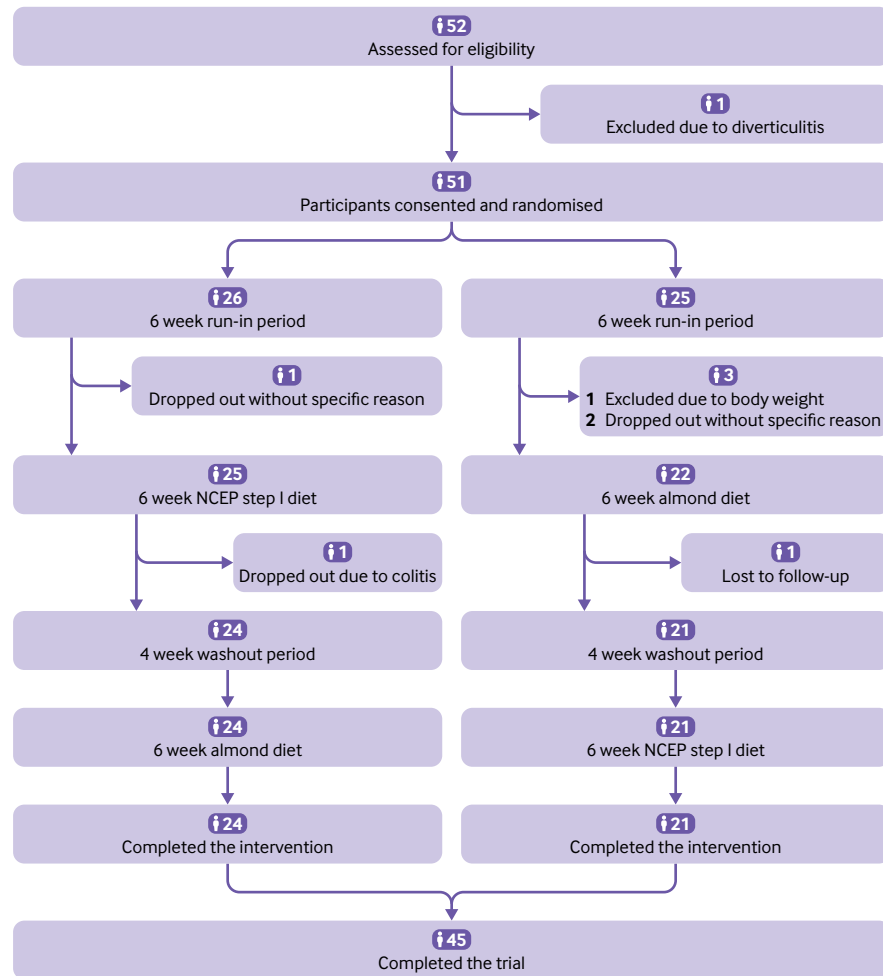 52
Assessed for eligibility
1
Excluded due to diverticulitis
51
Participants consented and randomised
26
6 week run-in period
25
6 week run-in period
1
Dropped out without specific reason
3
1 Excluded due to body weight
2 Dropped out without specific reason
25
6 week NCEP step I diet
22
6 week almond diet
1
Dropped out due to colitis
1
Lost to follow-up
24
4 week washout period
21
4 week washout period
24
6 week almond diet
21
6 week NCEP step I diet
24
Completed the intervention
21
Completed the intervention
45
Completed the trial